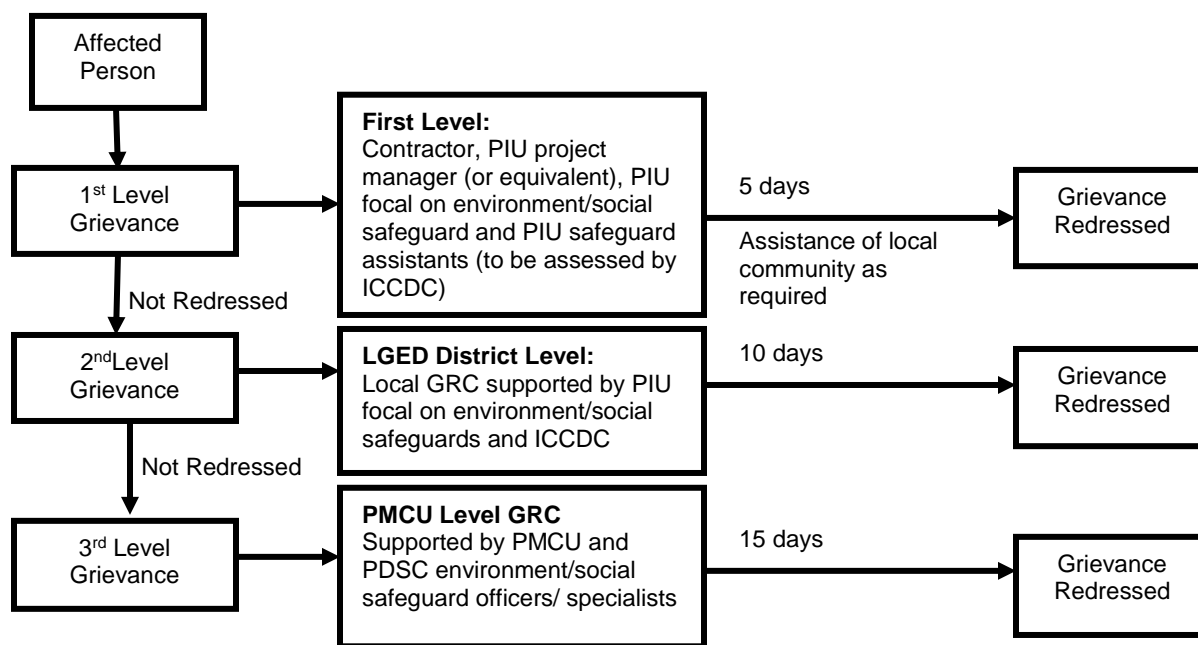 Affected
Person
1st Level
Grievance
First Level:
Contractor, PIU project
manager (or equivalent), PIU
focal on environment/social
safeguard and PIU safeguard
assistants (to be assessed by
ICCDC)
5 days
Assistance of local
community as
required
Grievance
Redressed
Not Redressed
2ndLevel
Grievance
LGED District Level:
Local GRC supported by PIU
focal on environment/social
safeguards and ICCDC
10 days
Grievance
Redressed
Not Redressed
3rd Level
Grievance
PMCU Level GRC
Supported by PMCU and
PDSC environment/social
safeguard officers/ specialists
15 days
Grievance
Redressed